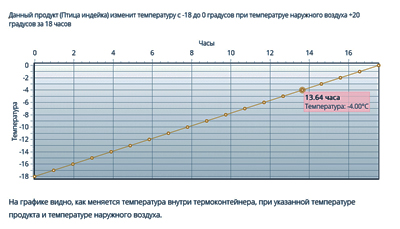 Данный продукт (Птица индейка) изменит температуру с -18 до 0 градусов при температруе наружного воздуха +20
градусов за 18 часов
Часы
0 2 4 6 8 10 12 14 16
0
-2
-4
-6
-8
-10
-12
-14
-16
-18
Температура
13.64 часа
Температура: -4.00°C
На графике видно, как меняется температура внутри термоконтейнера, при указанной температуре
продукта и температуре наружного воздуха.